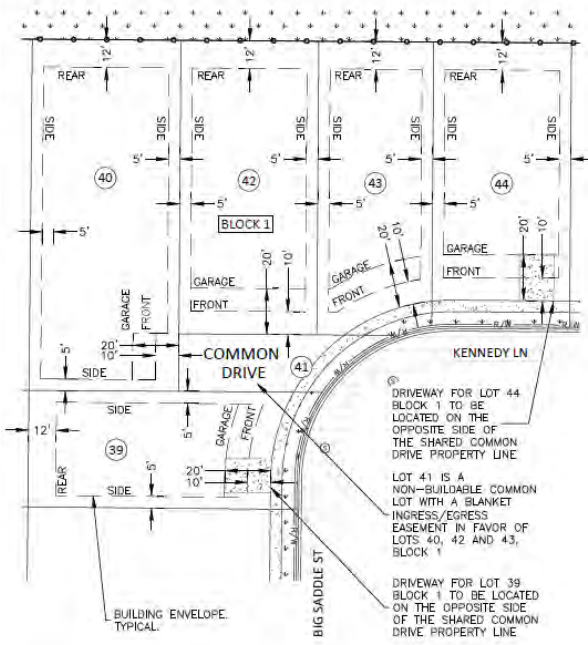 12' 12' 12' 12'
REAR REAR REAR REAR
SIDE SIDE SIDE SIDE SIDE SIDE SIDE SIDE
5' 5' 5' 5'
40 42 43 44
BLOCK 1
5'
20' 10' 20' 10' 20' 10'
GARAGE GARAGE GARAGE
FRONT FRONT FRONT
GARAGE
FRONT
20'
10'
5'
SIDE
COMMON
DRIVE
41
R/W R/W
KENNEDY LN
SIDE
5'
12'
39
5'
GARAGE
FRONT
20'
10'
REAR
SIDE
R/W
S
R/W
BIG SADDLE ST
S
DRIVEWAY FOR LOT 44
BLOCK 1 TO BE
LOCATED ON THE
OPPOSITE SIDE OF
THE SHARED COMMON
DRIVE PROPERTY LINE
LOT 41 IS A
NON-BUILDABLE COMMON
LOT WITH A BLANKET
INGRESS/EGRESS
EASEMENT IN FAVOR OF
LOTS 40, 42 AND 43,
BLOCK 1
DRIVEWAY FOR LOT 39
BLOCK 1 TO BE LOCATED
ON THE OPPOSITE SIDE
OF THE SHARED COMMON
DRIVE PROPERTY LINE
BUILDING ENVELOPE.
TYPICAL.